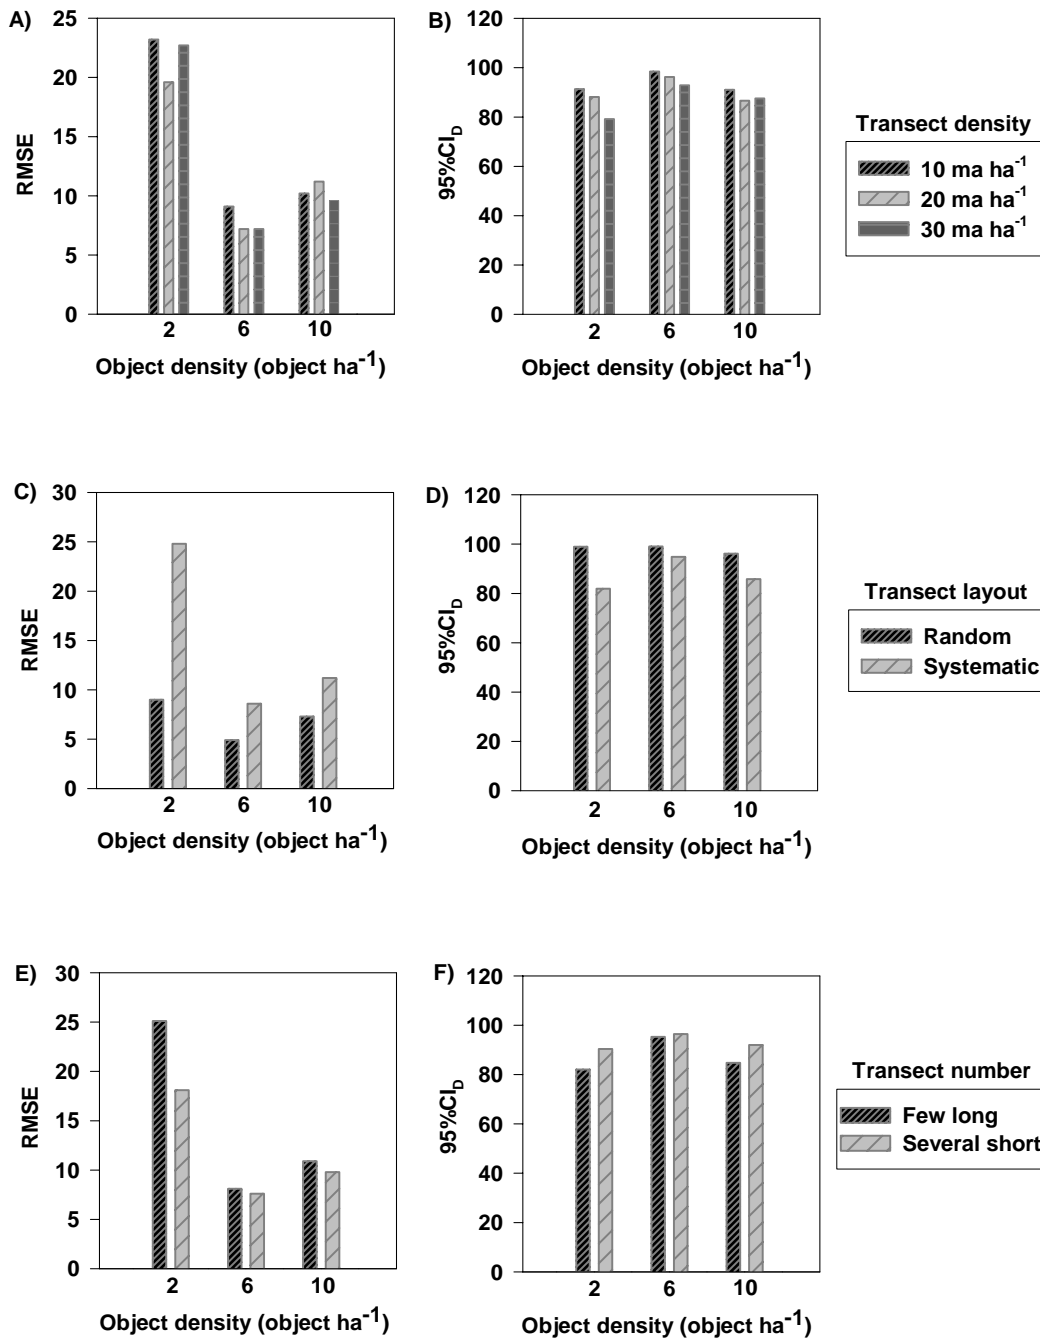 A)
25
20
15
10
5
0
RMSE
2 6 10
Object density (object ha-1)
B)
120
100
80
60
40
20
0
95%CID
2 6 10
Object density (object ha-1)
Transect density
10 ma ha-1
20 ma ha-1
30 ma ha-1
C)
30
25
20
15
10
5
0
RMSE
2 6 10
Object density (object ha-1)
D)
120
100
80
60
40
20
0
95%CID
2 6 10
Object density (object ha-1)
Transect layout
Random
Systematic
E)
30
25
20
15
10
5
0
RMSE
2 6 10
Object density (object ha-1)
F)
120
100
80
60
40
20
0
95%CID
2 6 10
Object density (object ha-1)
Transect number
Few long
Several short